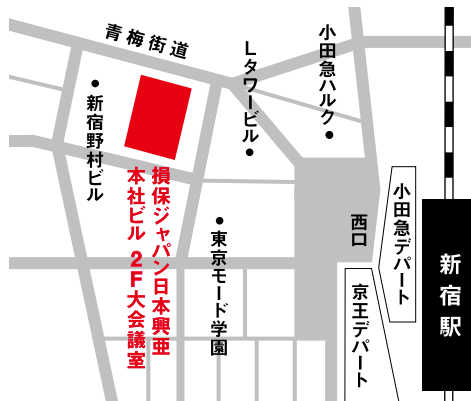 青梅街道
小田急ハルク
Lタワービル
新宿野村ビル
損保ジャパン日本興亜
本社ビル 2F大会議室
東京モード学園
西口
小田急デパート
京王デパート
新宿駅